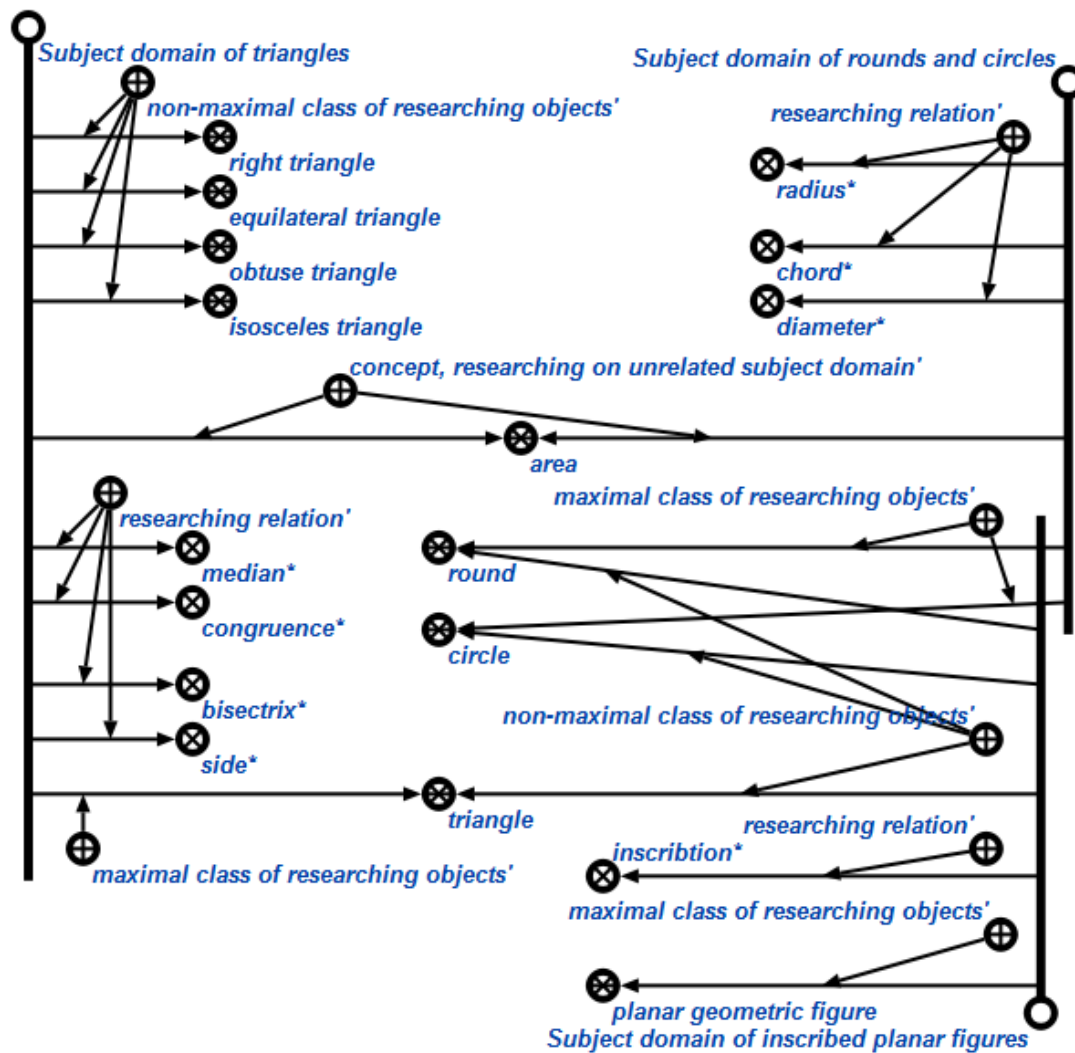 Subject domain of triangles
Subject domain of rounds and circles
non-maximal class of researching objects'
researching relation'
right triangle
radius*
equilateral triangle
obtuse triangle
chord*
isosceles triangle
diameter*
concept, researching on unrelated subject domain'
area
maximal class of researching objects'
researching relation'
median*
round
congruence*
circle
bisectrix*
non-maximal class of researching objects'
side*
triangle
researching relation'
inscribtion*
maximal class of researching objects'
maximal class of researching objects'
planar geometric figure
Subject domain of inscribed planar figures